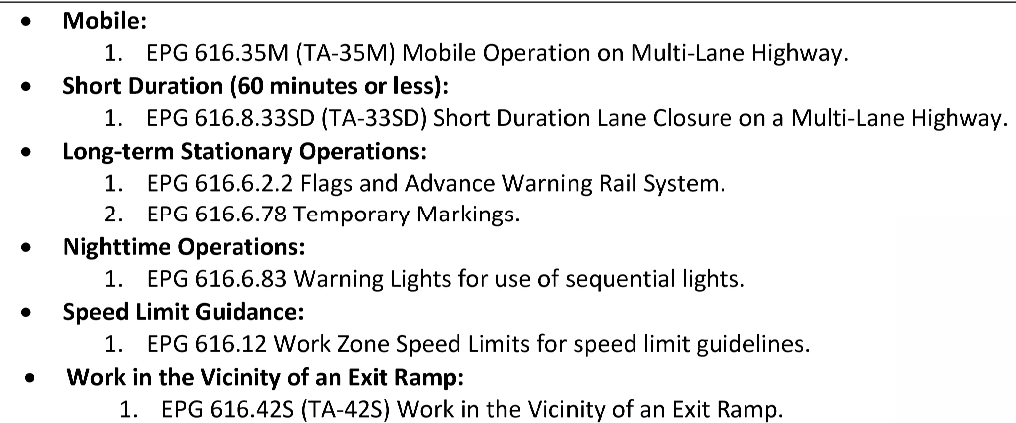 • Mobile:
1. EPG 616.35M (TA-35M) Mobile Operation on Multi-Lane Highway.
• Short Duration (60 minutes or less):
1. EPG 616.8.33SD (TA-33SD) Short Duration Lane Closure on a Multi-Lane Highway.
• Long-term Stationary Operations:
1. EPG 616.6.2.2 Flags and Advance Warning Rail System.
2. EPG 616.6.78 Temporary Markings.
• Nighttime Operations:
1. EPG 616.6.83 Warning Lights for use of sequential lights.
• Speed Limit Guidance:
1. EPG 616.12 Work Zone Speed Limits for speed limit guidelines.
• Work in the Vicinity of an Exit Ramp:
1. EPG 616.42S (TA-42S) Work in the Vicinity of an Exit Ramp.